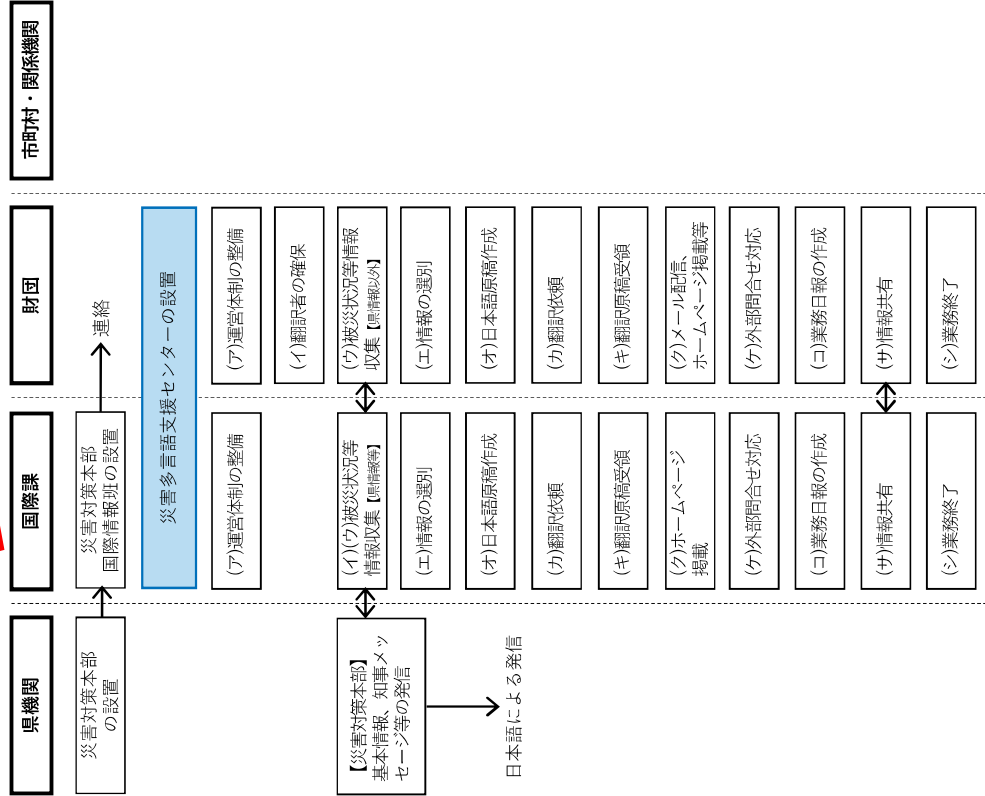 県機関
国際課
財団
市町村・関係機関
災害対策本部
の設置
災害対策本部
国際情報班の設置
連絡
災害多言語支援センターの設置
(ア)運営体制の整備
(ア)運営体制の整備
(イ)翻訳者の確保
【災害対策本部】
基本情報、知事メッ
セージ等の発信
(イ)(ウ)被災状況等
情報収集【県情報等】
(ウ)被災状況等情報
収集【県情報以外】
(エ)情報の選別
(エ)情報の選別
日本語による発信
(オ)日本語原稿作成
(オ)日本語原稿作成
(カ)翻訳依頼
(カ)翻訳依頼
(キ)翻訳原稿受領
(キ)翻訳原稿受領
(ク)ホームページ
掲載
(ク)メール配信、
ホームページ掲載等
(ケ)外部問合せ対応
(ケ)外部問合せ対応
(コ)業務日報の作成
(コ)業務日報の作成
(サ)情報共有
(サ)情報共有
(シ)業務終了
(シ)業務終了